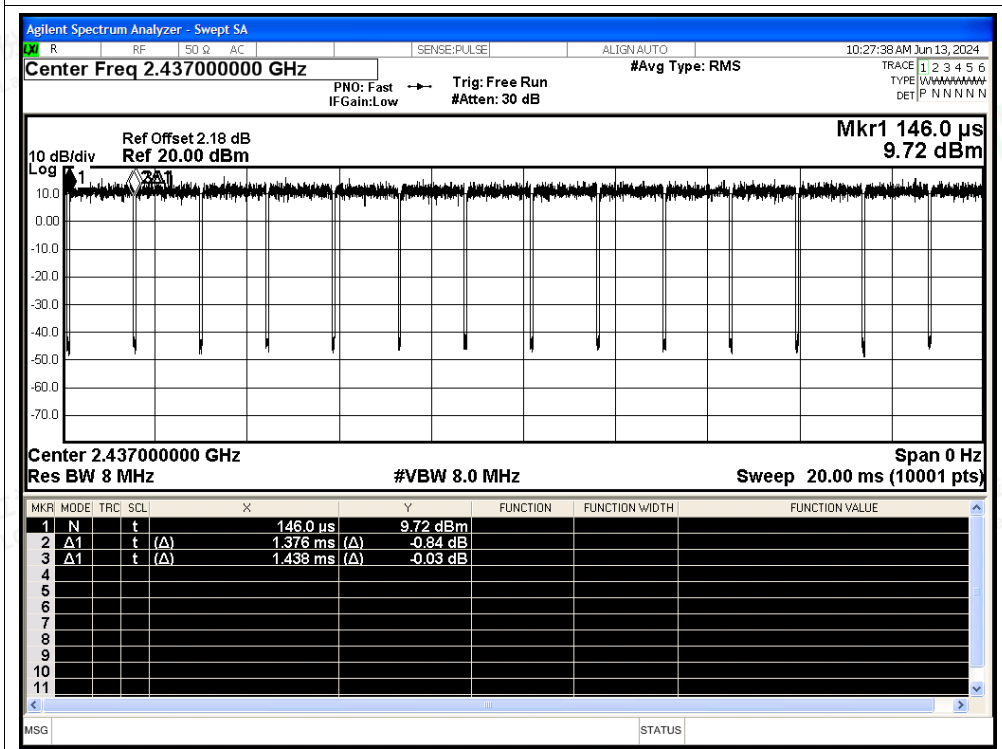 Agilent Spectrum Analyzer - Swept SA
LXI R RF 50 Ω AC SENSE:PULSE ALIGN AUTO 10:27:38 AM Jun 13, 2024
Center Freq 2.437000000 GHz #Avg Type: RMS TRACE 1 2 3 4 5 6
PNO: Fast Trig: Free Run TYPE WWWWWW
IFGain:Low #Atten: 30 dB DET P N N N N N
Mkr1 146.0 µs
Ref Offset 2.18 dB
10 dB/div Ref 20.00 dBm 9.72 dBm
Log
1 2Δ1
10.0
0.00
-10.0
-20.0
-30.0
-40.0
-50.0
-60.0
-70.0
Center 2.437000000 GHz Span 0 Hz
Res BW 8 MHz #VBW 8.0 MHz Sweep 20.00 ms (10001 pts)
MKR MODE TRC SCL X Y FUNCTION FUNCTION WIDTH FUNCTION VALUE
1 N t 146.0 µs 9.72 dBm
2 Δ1 t (Δ) 1.376 ms (Δ) -0.84 dB
3 Δ1 t (Δ) 1.438 ms (Δ) -0.03 dB
4
5
6
7
8
9
10
11
MSG STATUS